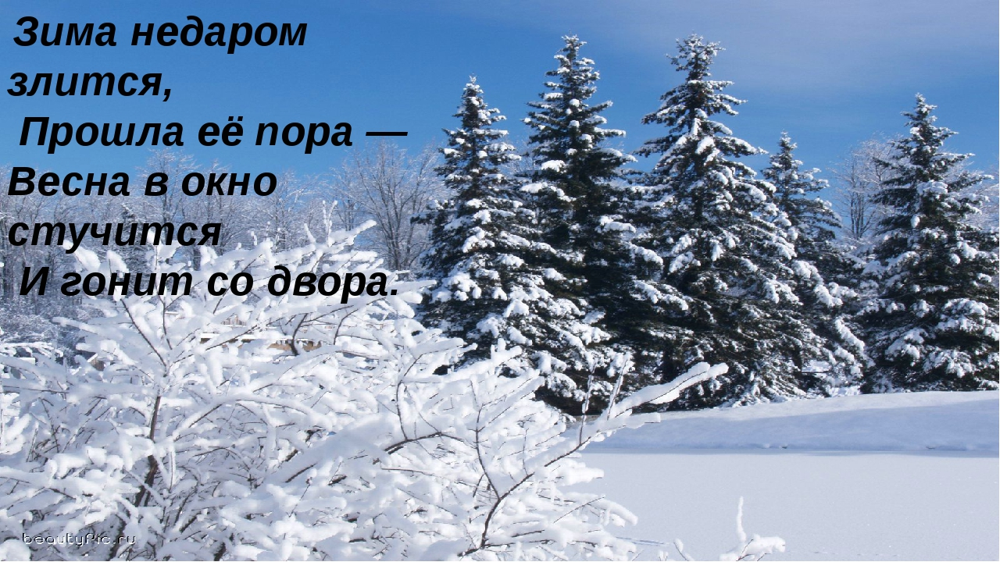 Зима недаром
злится,
Прошла её пора —
Весна в окно
стучится
И гонит со двора.
beautyPic.ru